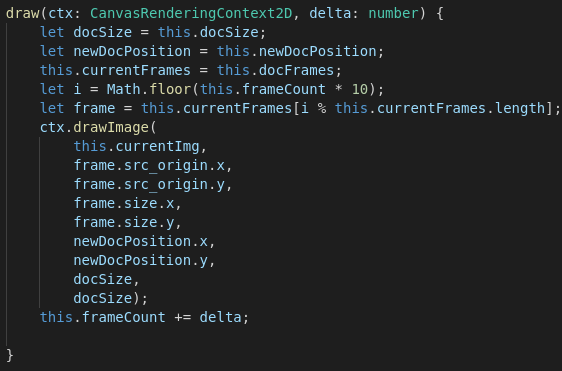 draw(ctx: CanvasRenderingContext2D, delta: number) {
    let docSize = this.docSize;
    let newDocPosition = this.newDocPosition;
    this.currentFrames = this.docFrames;
    let i = Math.floor(this.frameCount * 10);
    let frame = this.currentFrames[i % this.currentFrames.length];
    ctx.drawImage(
        this.currentImg,
        frame.src_origin.x,
        frame.src_origin.y,
        frame.size.x,
        frame.size.y,
        newDocPosition.x,
        newDocPosition.y,
        docSize,
        docSize);
    this.frameCount += delta;
}